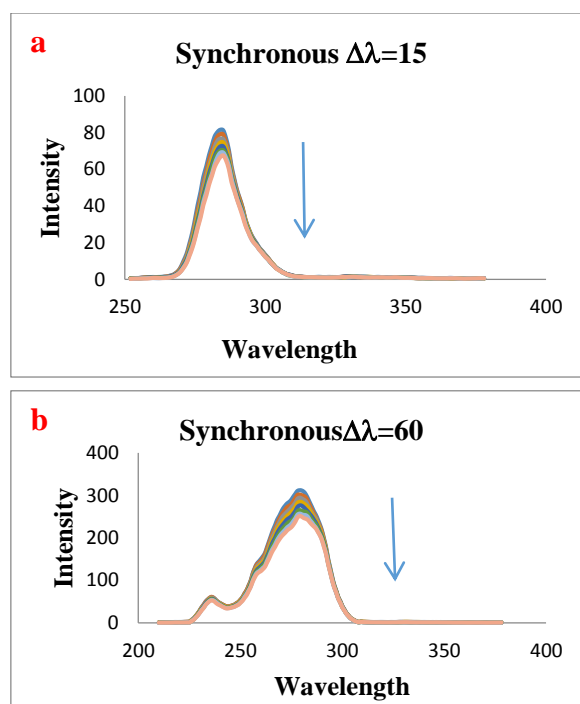 a
Synchronous Δλ=15
Intensity
100
80
60
40
20
0
250 300 350 400
Wavelength
b
SynchronousΔλ=60
Intensity
400
300
200
100
0
200 250 300 350 400
Wavelength